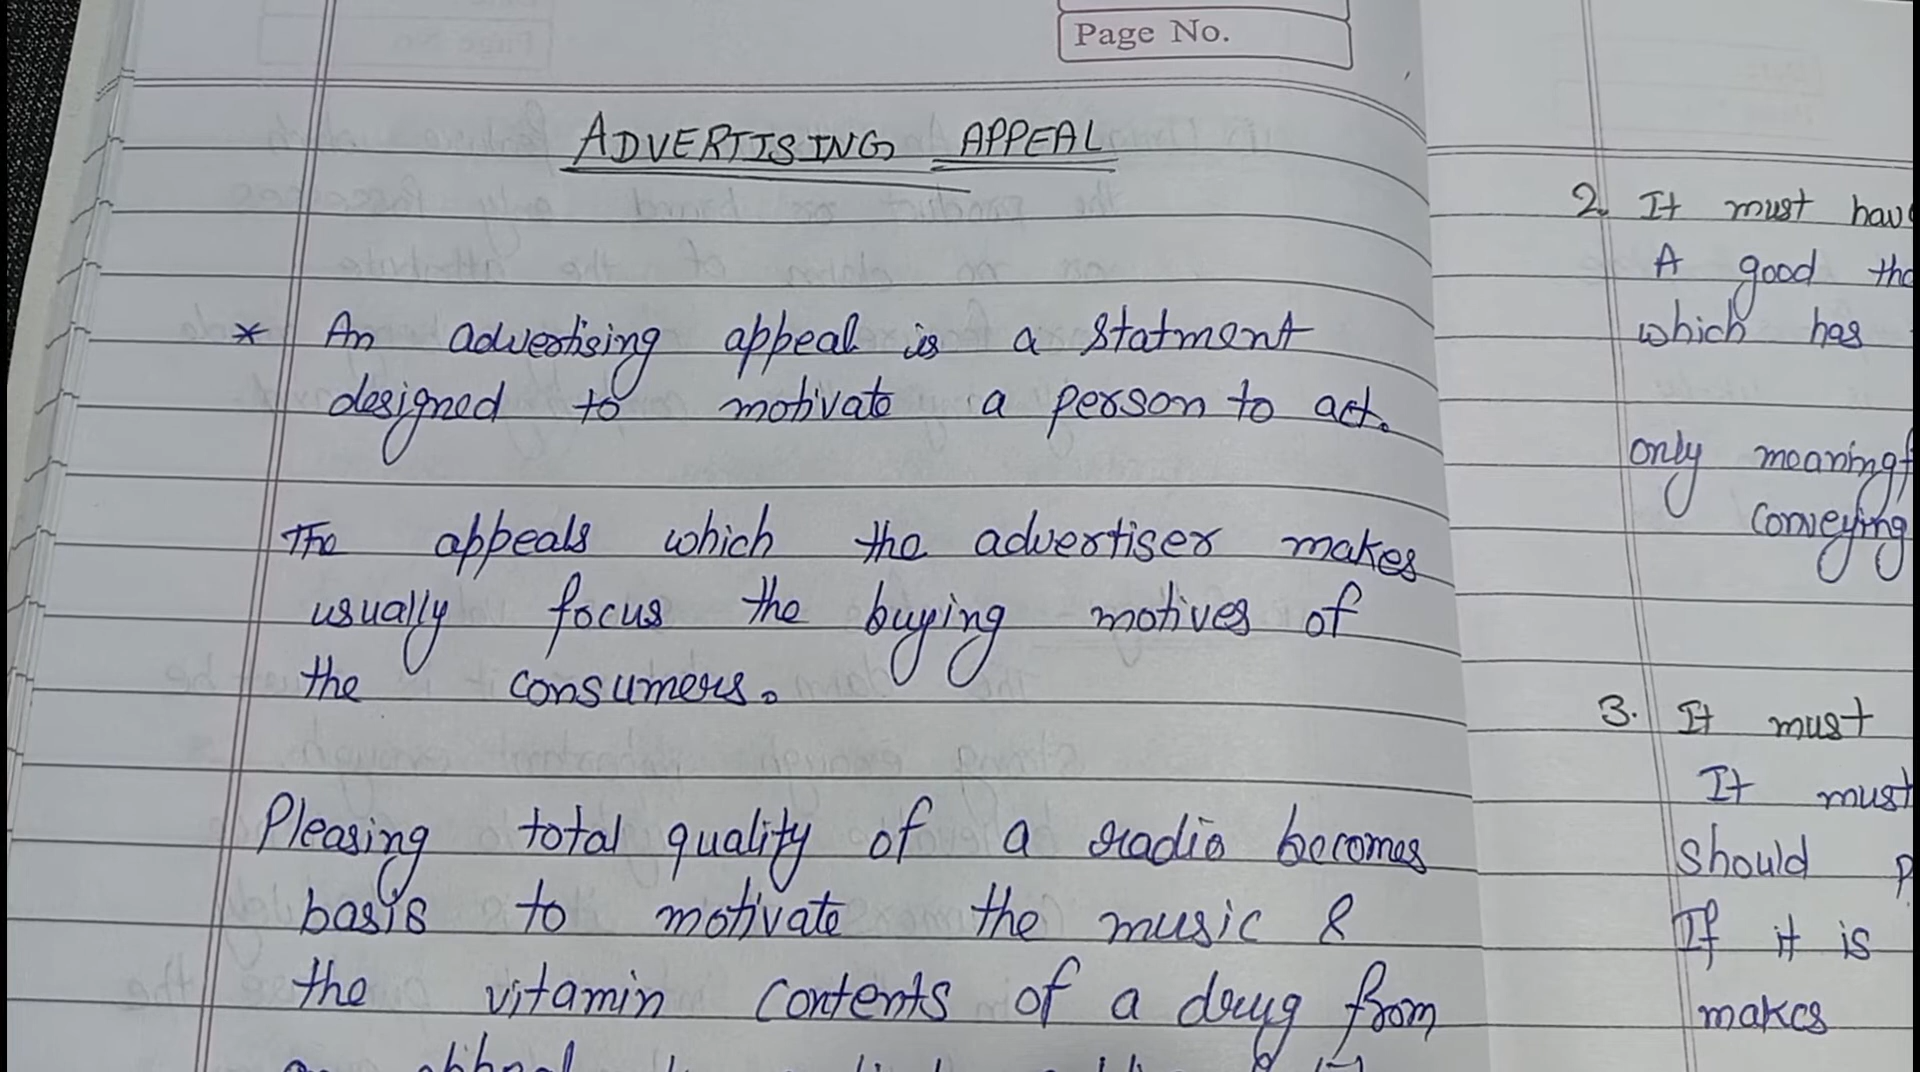 Page No.
ADVERTISING APPEAL
* An advertising appeal is a statment
designed to motivate a person to act.
The appeals which the advertiser makes
usually focus the buying motives of
the consumers.
Pleasing total quality of a radio becomes
basis to motivate the music &
the vitamin contents of a drug from
appeal
2. It must have
A good
which has
only
conveying
3. It must
It must
should
If it is
makes